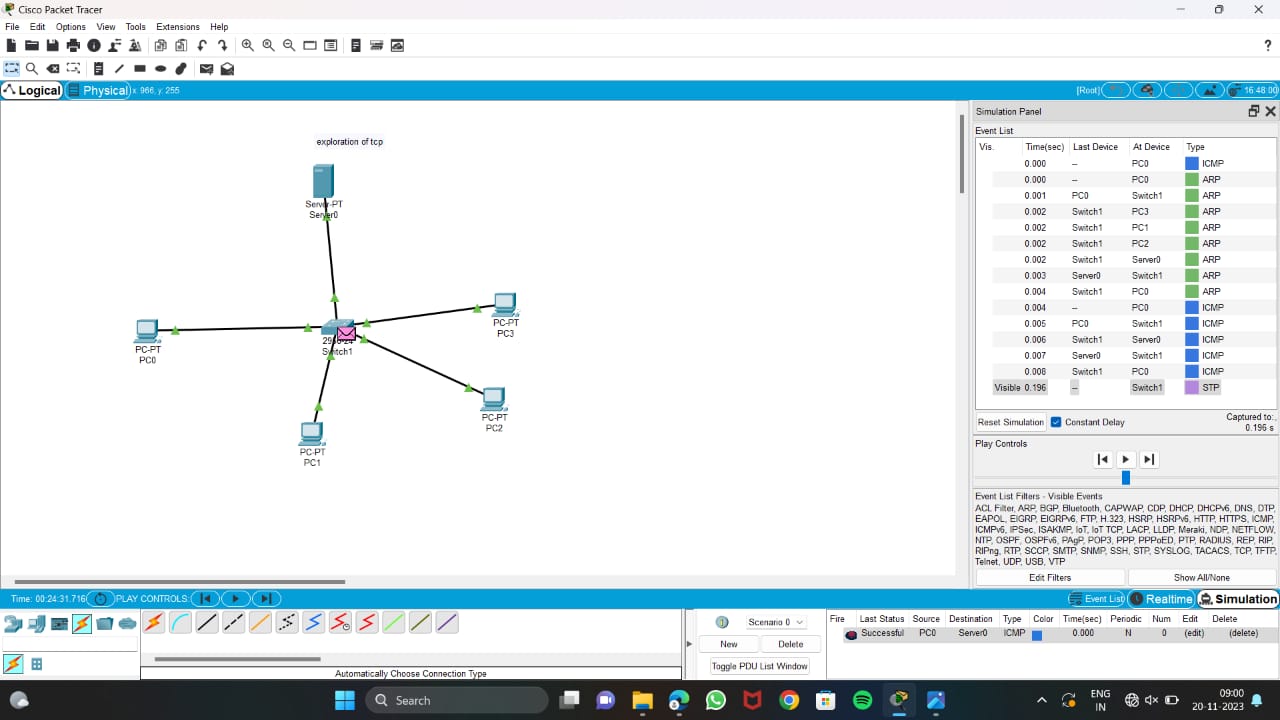 Cisco Packet Tracer
File Edit Options View Tools Extensions Help
?
Logical Physical x: 966, y: 255 [Root] 16:48:00
Simulation Panel
Event List
Vis. Time(sec) Last Device At Device Type
0.000 -- PC0 ICMP
0.000 -- PC0 ARP
0.001 PC0 Switch1 ARP
0.002 Switch1 PC3 ARP
0.002 Switch1 PC1 ARP
0.002 Switch1 PC2 ARP
0.002 Switch1 Server0 ARP
0.003 Server0 Switch1 ARP
0.004 Switch1 PC0 ARP
0.004 -- PC0 ICMP
0.005 PC0 Switch1 ICMP
0.006 Switch1 Server0 ICMP
0.007 Server0 Switch1 ICMP
0.008 Switch1 PC0 ICMP
Visible 0.196 -- Switch1 STP
Reset Simulation Constant Delay Captured to:
0.196 s
Play Controls
Event List Filters - Visible Events
ACL Filter, ARP, BGP, Bluetooth, CAPWAP, CDP, DHCP, DHCPv6, DNS, DTP,
EAPOL, EIGRP, EIGRPv6, FTP, H.323, HSRP, HSRPv6, HTTP, HTTPS, ICMP,
ICMPv6, IPSec, ISAKMP, IoT, IoT TCP, LACP, LLDP, Meraki, NDP, NETFLOW,
NTP, OSPF, OSPFv6, PAgP, POP3, PPP, PPPoED, PTP, RADIUS, REP, RIP,
RIPng, RTP, SCCP, SMTP, SNMP, SSH, STP, SYSLOG, TACACS, TCP, TFTP,
Telnet, UDP, USB, VTP
Edit Filters Show All/None
exploration of tcp
Server-PT
Server0
PC-PT
PC3
Switch1
PC-PT
PC0
PC-PT
PC2
PC-PT
PC1
Time: 00:24:31.716 PLAY CONTROLS: Event List Realtime Simulation
Scenario 0
New Delete
Toggle PDU List Window
Fire Last Status Source Destination Type Color Time(sec) Periodic Num Edit Delete
Successful PC0 Server0 ICMP 0.000 N 0 (edit) (delete)
Automatically Choose Connection Type
Search
ENG
IN
09:00
20-11-2023